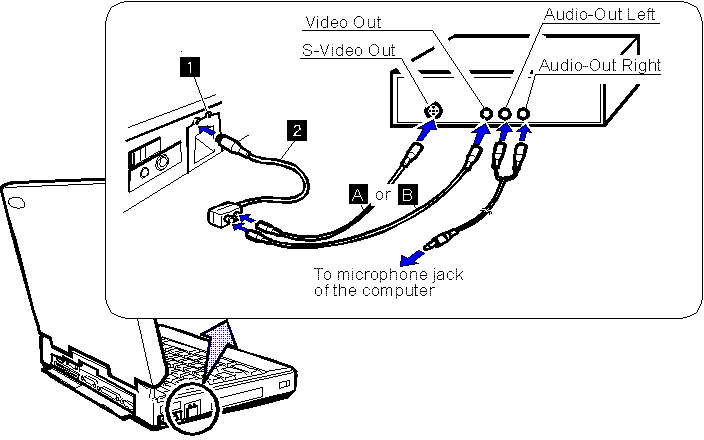 Video Out
Audio-Out Left
S-Video Out
Audio-Out Right
1
2
A or B
To microphone jack
of the computer